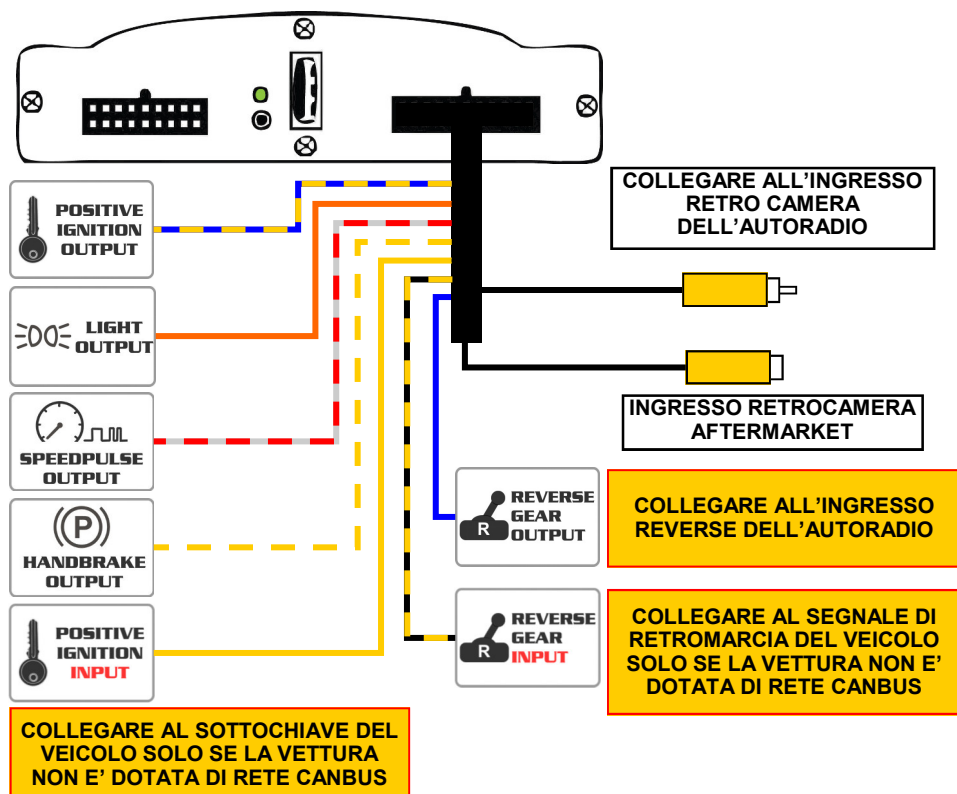 POSITIVE
IGNITION
OUTPUT
LIGHT
OUTPUT
SPEEDPULSE
OUTPUT
(P)
HANDBRAKE
OUTPUT
POSITIVE
IGNITION
INPUT
COLLEGARE AL SOTTOCHIAVE DEL
VEICOLO SOLO SE LA VETTURA
NON E' DOTATA DI RETE CANBUS
COLLEGARE ALL'INGRESSO
RETRO CAMERA
DELL'AUTORADIO
INGRESSO RETROCAMERA
AFTERMARKET
R
REVERSE
GEAR
OUTPUT
COLLEGARE ALL'INGRESSO
REVERSE DELL'AUTORADIO
R
REVERSE
GEAR
INPUT
COLLEGARE AL SEGNALE DI
RETROMARCIA DEL VEICOLO
SOLO SE LA VETTURA NON E'
DOTATA DI RETE CANBUS